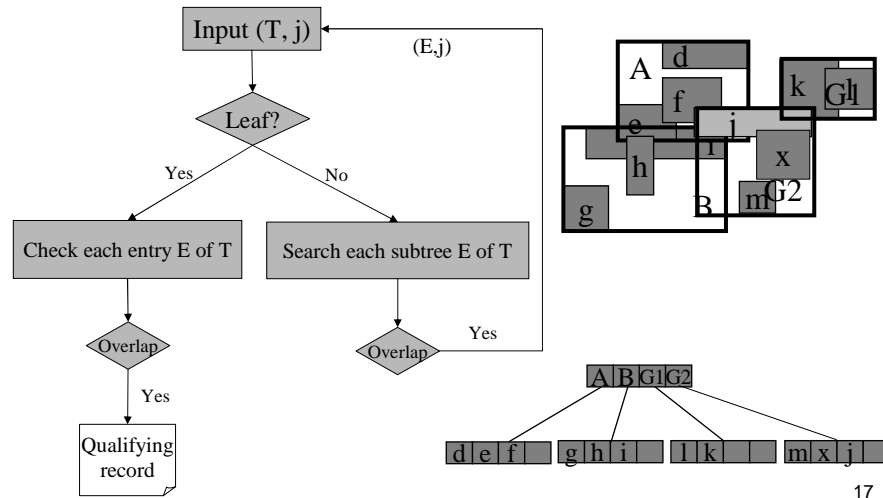 Input (T, j)
(E,j)
Leaf?
Yes
No
Check each entry E of T
Search each subtree E of T
Overlap
Overlap
Yes
Yes
Qualifying
record
d
A
k
l
G1
f
e
j
i
h
x
g
B
m
G2
A B G1 G2
d e f
g h i
l k
m x j
17